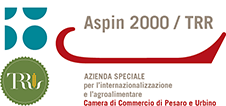 Aspin 2000 / TRR
TRR
AZIENDA SPECIALE
per l'internazionalizzazione
e l'agroalimentare
Camera di Commercio di Pesaro e Urbino